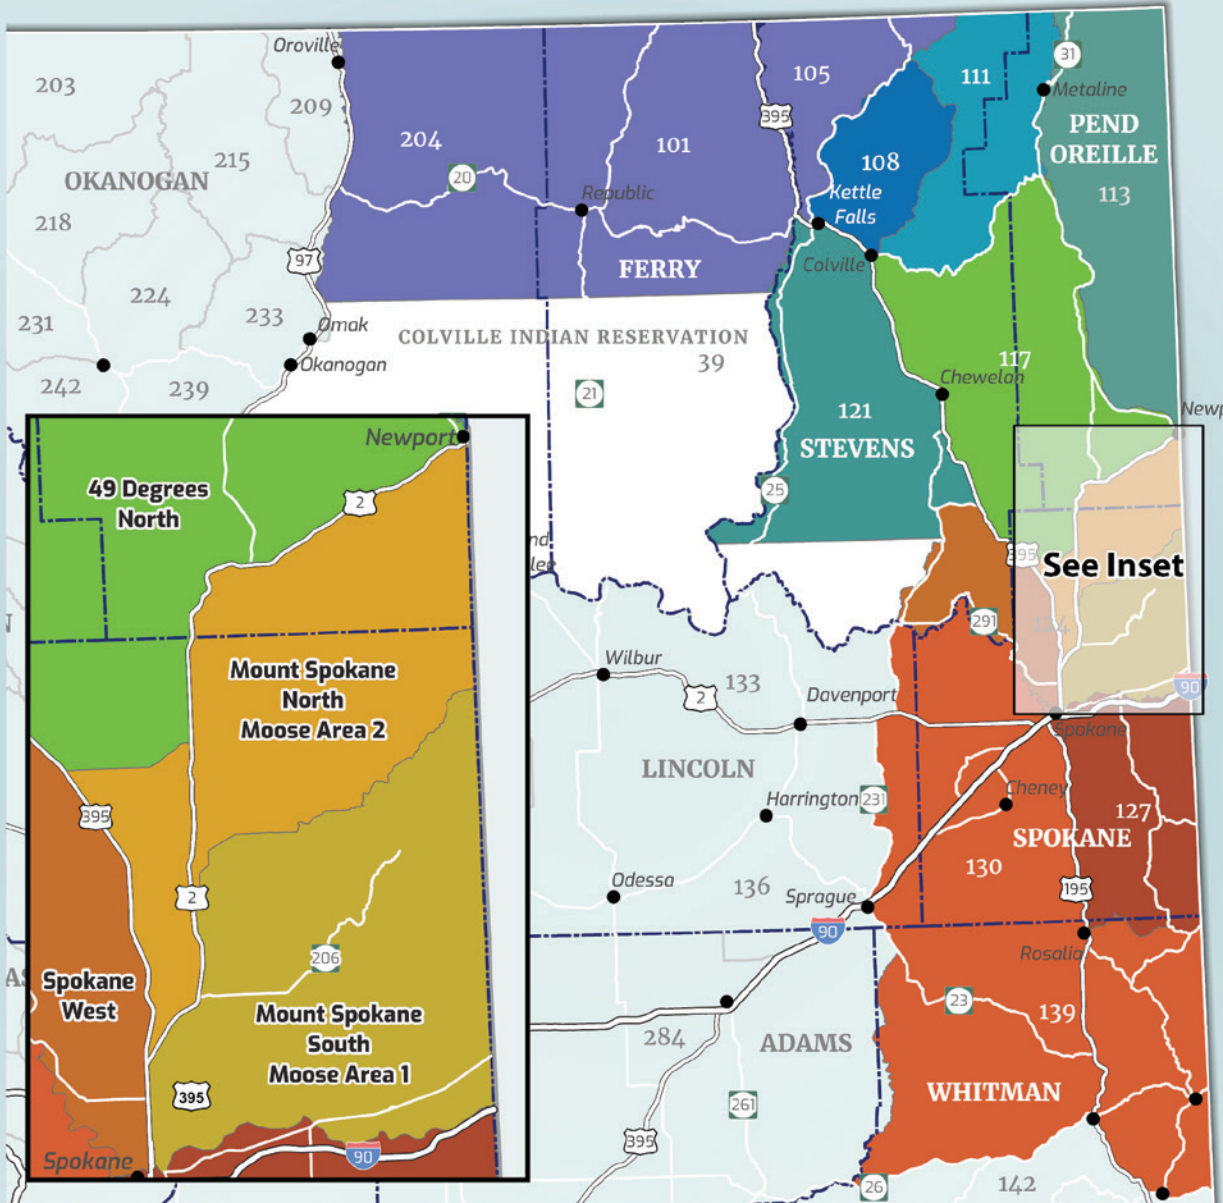 Oroville
203
209
215
OKANOGAN
218
97
224
231
233
Omak
Okanogan
242
239
204
20
101
Republic
FERRY
395
105
108
111
31
Metaline
PEND
OREILLE
113
Kettle
Falls
Colville
COLVILLE INDIAN RESERVATION
39
21
117
Chewelah
121
STEVENS
25
Newp
395
See Inset
124
291
90
Spokane
Newport
2
49 Degrees
North
Mount Spokane
North
Moose Area 2
395
2
206
Spokane
West
Mount Spokane
South
Moose Area 1
395
90
Spokane
nd
lee
Wilbur
133
2
Davenport
LINCOLN
Harrington
231
Cheney
127
SPOKANE
130
195
Odessa
136
Sprague
90
Rosalia
23
139
284
ADAMS
WHITMAN
261
395
26
142
N
AS